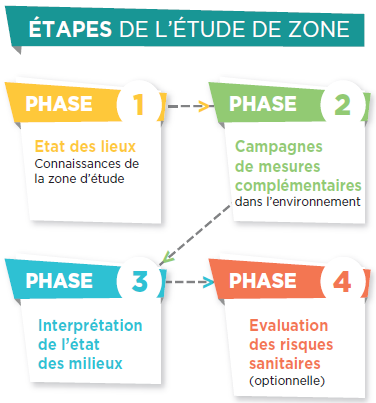 ÉTAPES DE L'ÉTUDE DE ZONE
PHASE 1
Etat des lieux
Connaissances de
la zone d'étude
PHASE 2
Campagnes
de mesures
complémentaires
dans l'environnement
PHASE 3
Interprétation
de l'état
des milieux
PHASE 4
Evaluation
des risques
sanitaires
(optionnelle)